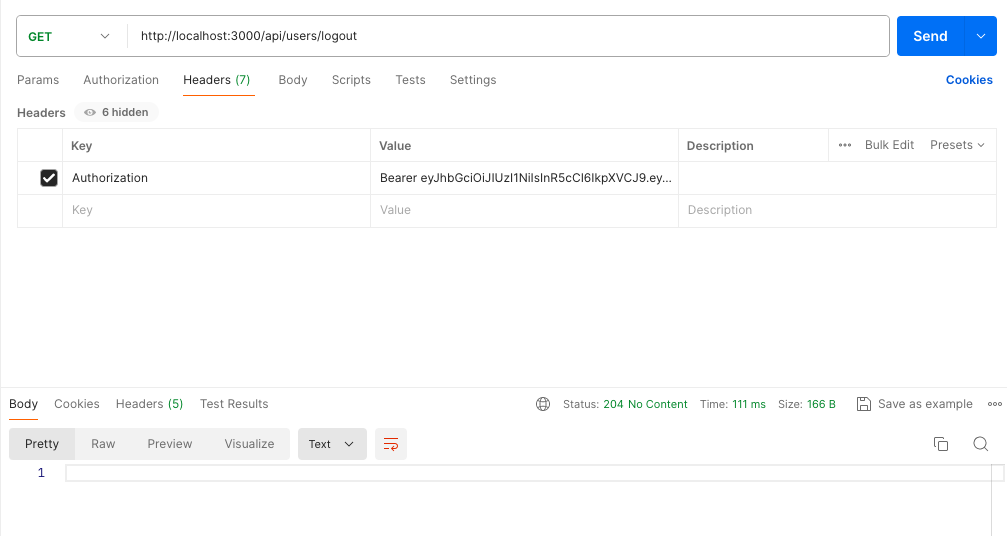 GET http://localhost:3000/api/users/logout Send
Params Authorization Headers (7) Body Scripts Tests Settings Cookies
Headers 6 hidden
Key Value Description ••• Bulk Edit Presets
Authorization Bearer eyJhbGciOiJIUzI1NiIsInR5cCI6IkpXVCJ9.ey...
Key Value Description
Body Cookies Headers (5) Test Results Status: 204 No Content Time: 111 ms Size: 166 B Save as example •••
Pretty Raw Preview Visualize Text
1